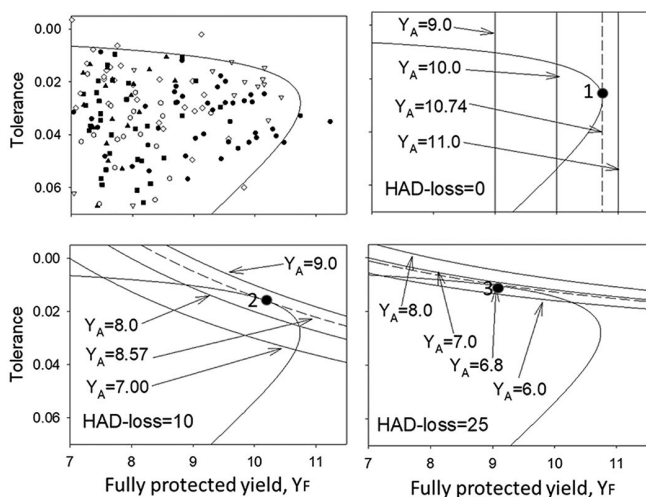 0.00
0.02
0.04
0.06
Tolerance
Y_A=9.0
Y_A=10.0
Y_A=10.74
Y_A=11.0
1
HAD-loss=0
0.00
0.02
0.04
0.06
Tolerance
Y_A=9.0
2
Y_A=8.0
Y_A=8.57
Y_A=7.00
HAD-loss=10
7 8 9 10 11
Fully protected yield, YF
3
Y_A=8.0
Y_A=7.0
Y_A=6.8
Y_A=6.0
HAD-loss=25
7 8 9 10 11
Fully protected yield, YF